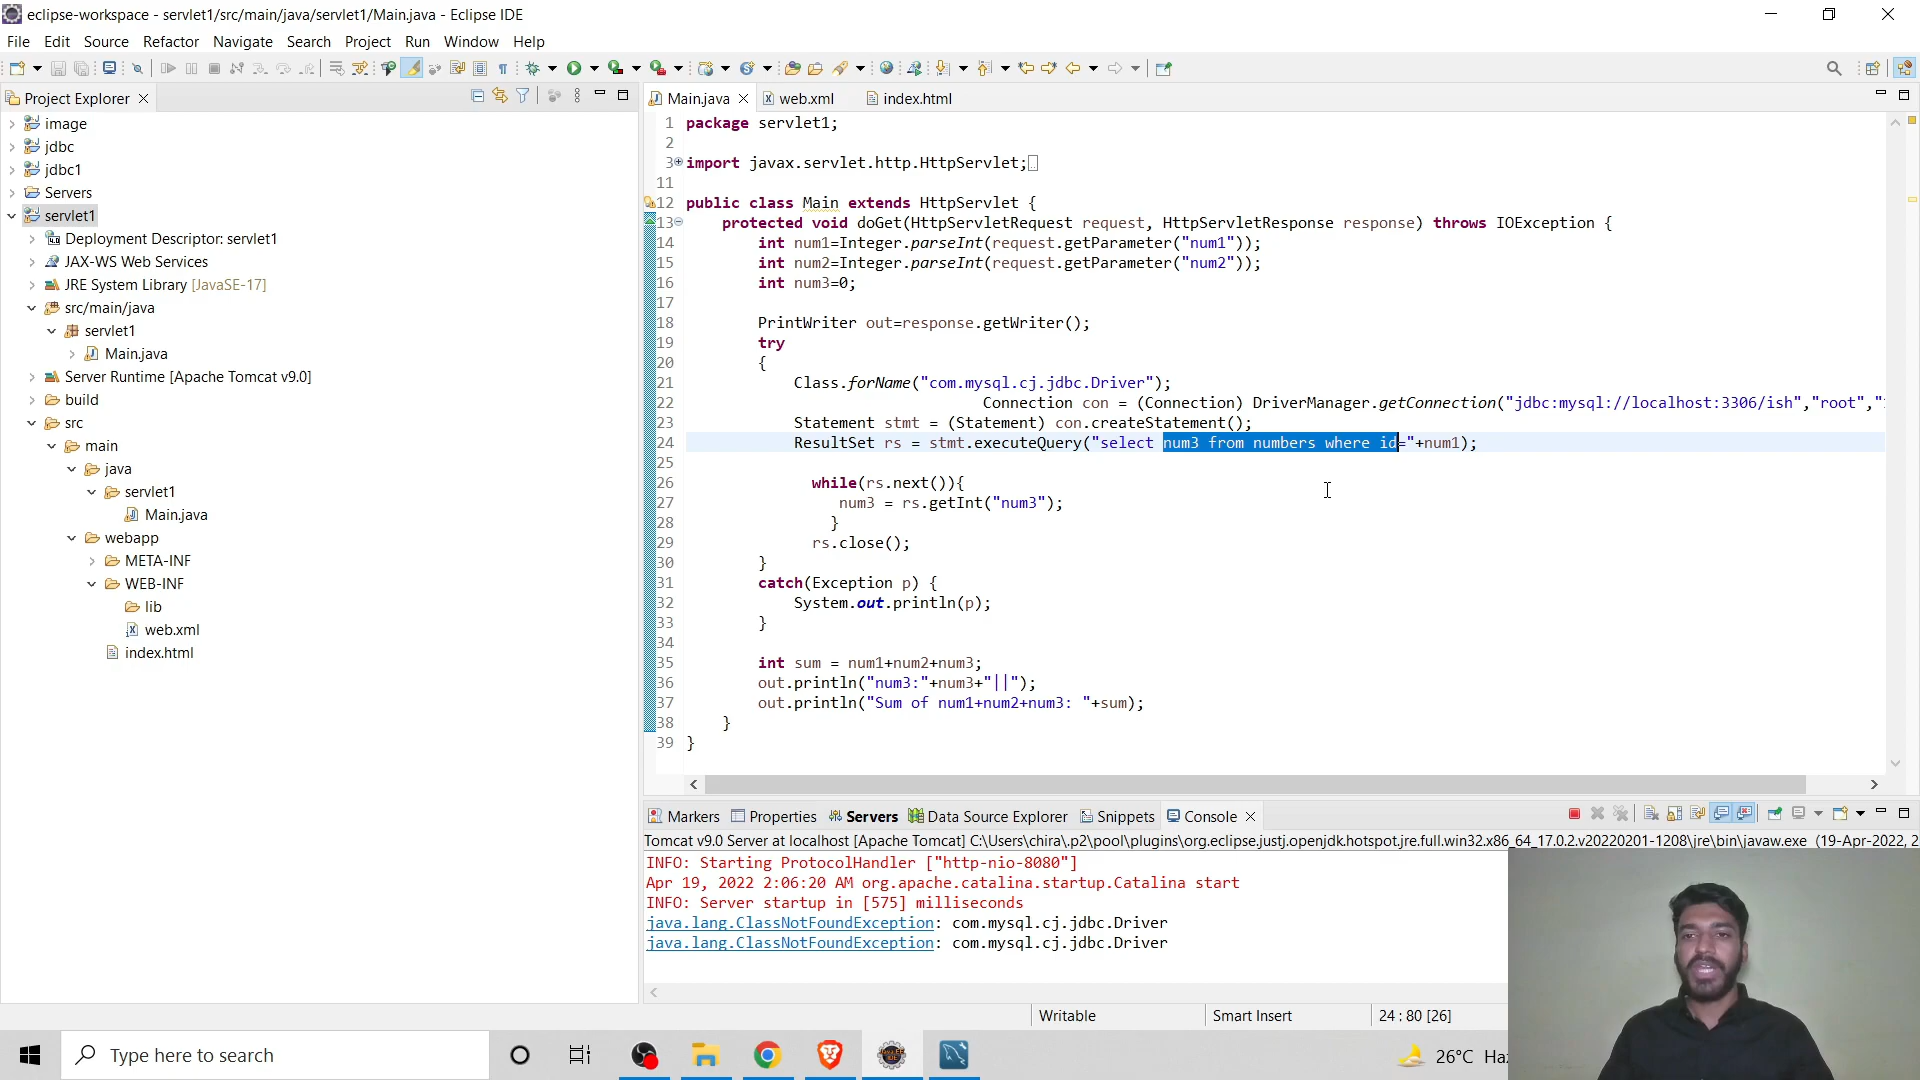 eclipse-workspace - servlet1/src/main/java/servlet1/Main.java - Eclipse IDE
File Edit Source Refactor Navigate Search Project Run Window Help
Project Explorer
image
jdbc
jdbc1
Servers
servlet1
Deployment Descriptor: servlet1
JAX-WS Web Services
JRE System Library [JavaSE-17]
src/main/java
servlet1
Main.java
Server Runtime [Apache Tomcat v9.0]
build
src
main
java
servlet1
Main.java
webapp
META-INF
WEB-INF
lib
web.xml
index.html
Main.java web.xml index.html
1 package servlet1;
2
3 import javax.servlet.http.HttpServlet;
11
12 public class Main extends HttpServlet {
13 protected void doGet(HttpServletRequest request, HttpServletResponse response) throws IOException {
14 int num1=Integer.parseInt(request.getParameter("num1"));
15 int num2=Integer.parseInt(request.getParameter("num2"));
16 int num3=0;
17
18 PrintWriter out=response.getWriter();
19 try
20 {
21 Class.forName("com.mysql.cj.jdbc.Driver");
22 Connection con = (Connection) DriverManager.getConnection("jdbc:mysql://localhost:3306/ish","root",":
23 Statement stmt = (Statement) con.createStatement();
24 ResultSet rs = stmt.executeQuery("select num3 from numbers where id="+num1);
25
26 while(rs.next()){
27 num3 = rs.getInt("num3");
28 }
29 rs.close();
30 }
31 catch(Exception p) {
32 System.out.println(p);
33 }
34
35 int sum = num1+num2+num3;
36 out.println("num3:"+num3+"||");
37 out.println("Sum of num1+num2+num3: "+sum);
38 }
39 }
Markers Properties Servers Data Source Explorer Snippets Console
Tomcat v9.0 Server at localhost [Apache Tomcat] C:\Users\chira\.p2\pool\plugins\org.eclipse.justj.openjdk.hotspot.jre.full.win32.x86_64_17.0.2.v20220201-1208\jre\bin\javaw.exe (19-Apr-2022, 2
INFO: Starting ProtocolHandler ["http-nio-8080"]
Apr 19, 2022 2:06:20 AM org.apache.catalina.startup.Catalina start
INFO: Server startup in [575] milliseconds
java.lang.ClassNotFoundException: com.mysql.cj.jdbc.Driver
java.lang.ClassNotFoundException: com.mysql.cj.jdbc.Driver
Writable Smart Insert 24 : 80 [26]
Type here to search
26°C Ha